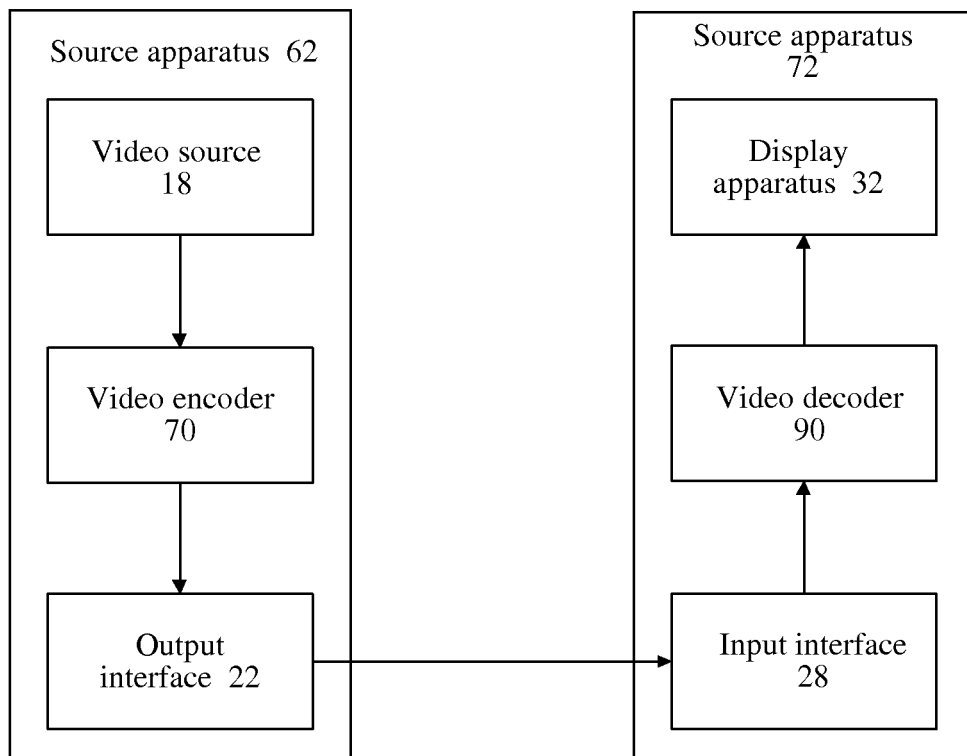 Source apparatus 62
Video source
18
Video encoder
70
Output
interface 22
Source apparatus
72
Display
apparatus 32
Video decoder
90
Input interface
28